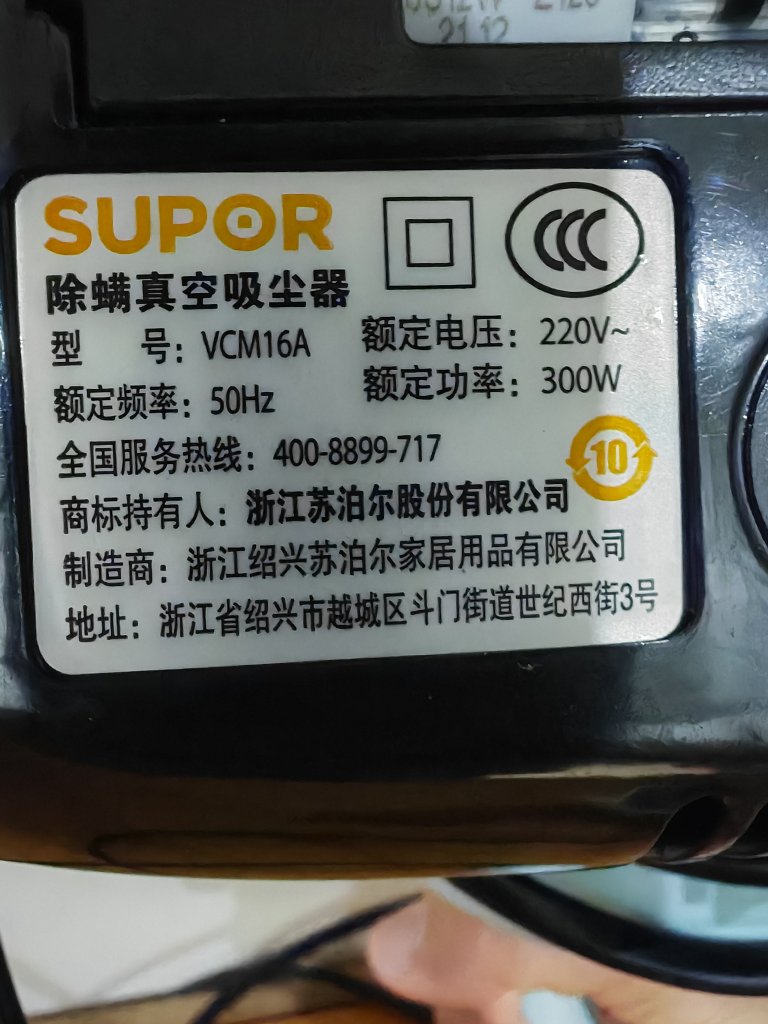 21.12
SUPOR
除螨真空吸尘器
型 号：VCM16A 额定电压：220V~
额定频率：50Hz 额定功率：300W
全国服务热线：400-8899-717
10
商标持有人：浙江苏泊尔股份有限公司
制造商：浙江绍兴苏泊尔家居用品有限公司
地址：浙江省绍兴市越城区斗门街道世纪西街3号